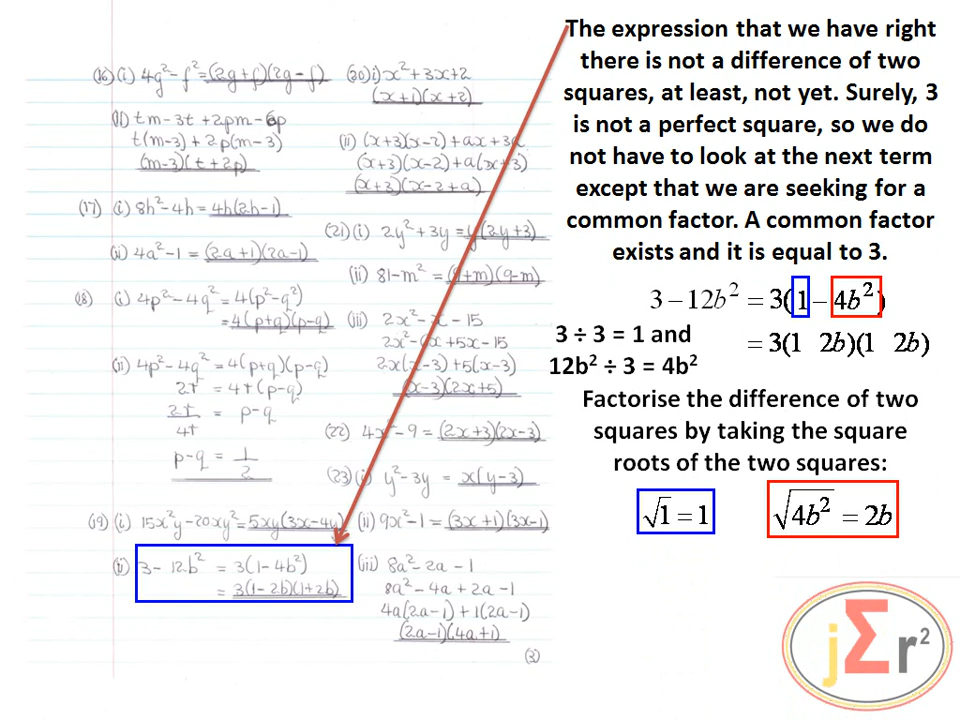 (16) (i) 4g² - f² = (2g+f)(2g-f)
(ii) tm - 3t + 2pm - 6p
t(m-3) + 2p(m-3)
(m-3)(t+2p)
(17) (i) 8h² - 4h = 4h(2h-1)
(ii) 4a² - 1 = (2a+1)(2a-1)
(18) (i) 4p² - 4q² = 4(p²-q²)
= 4(p+q)(p-q)
(ii) 4p² - 4q² = 4(p+q)(p-q)
2t = 4t(p-q)
2t/4t = p-q
p-q = 1/2
(19) (i) 15x²y - 20xy² = 5xy(3x-4y)
(ii) 3 - 12b² = 3(1-4b²)
= 3(1-2b)(1+2b)
(20) i) x² + 3x + 2
(x+1)(x+2)
(ii) (x+3)(x-2) + ax + 3a
(x+3)(x-2) + a(x+3)
(x+3)(x-2+a)
(21) (i) 2y² + 3y = y(2y+3)
(ii) 81 - m² = (9+m)(9-m)
(iii) 2x² - x - 15
2x² - 6x + 5x - 15
2x(x-3) + 5(x-3)
(x-3)(2x+5)
(22) 4x² - 9 = (2x+3)(2x-3)
(23) (i) y² - 3y = x(y-3)
(ii) 9x² - 1 = (3x+1)(3x-1)
(iii) 8a² - 2a - 1
8a² - 4a + 2a - 1
4a(2a-1) + 1(2a-1)
(2a-1)(4a+1)
(3)
The expression that we have right
there is not a difference of two
squares, at least, not yet. Surely, 3
is not a perfect square, so we do
not have to look at the next term
except that we are seeking for a
common factor. A common factor
exists and it is equal to 3.
3 - 12b² = 3(1 - 4b²)
= 3(1 2b)(1 2b)
3 ÷ 3 = 1 and
12b² ÷ 3 = 4b²
Factorise the difference of two
squares by taking the square
roots of the two squares:
√1 = 1
√4b² = 2b
jΣr²